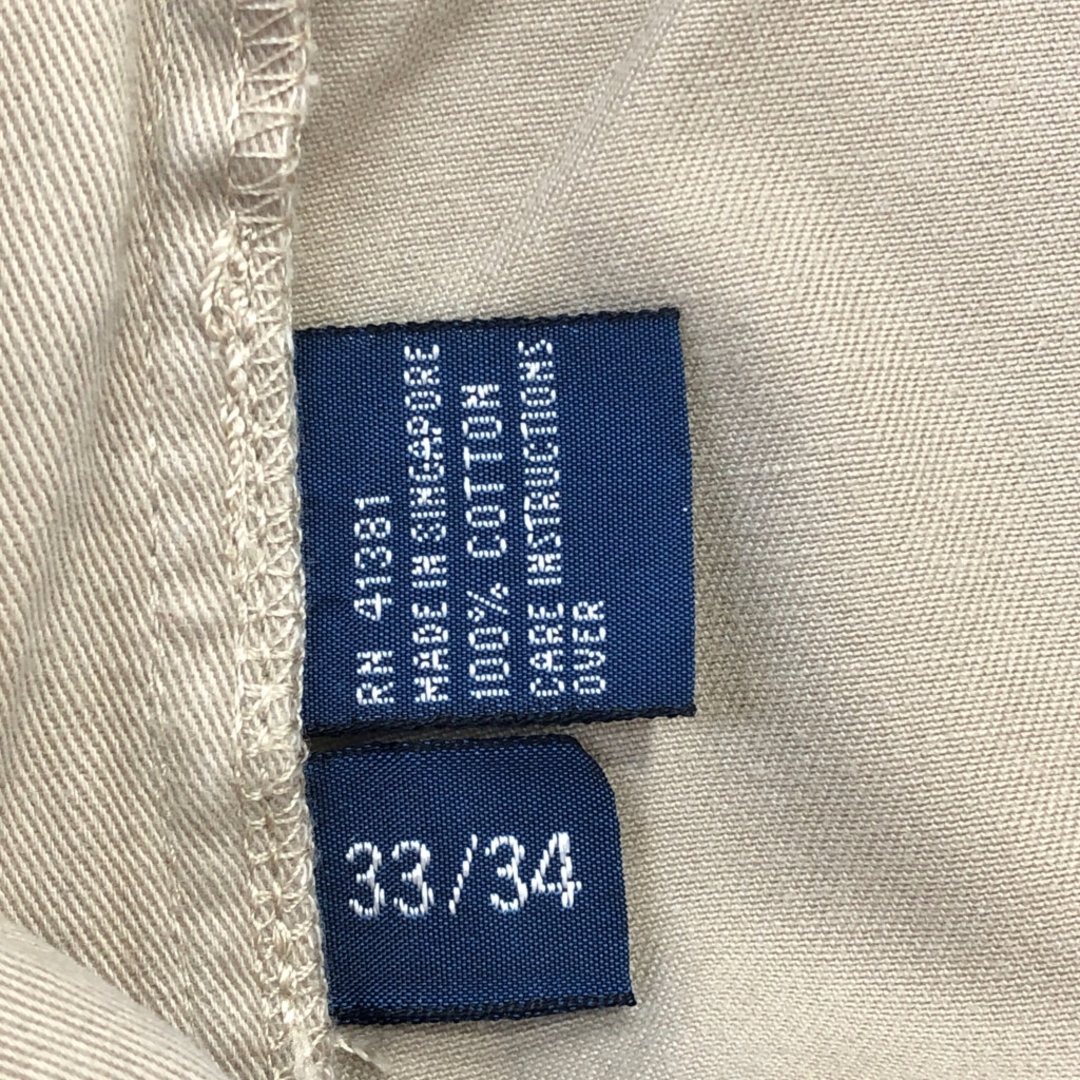 RN 41381
MADE IN SINGAPORE
100% COTTON
CARE INSTRUCTIONS
OVER
33/34